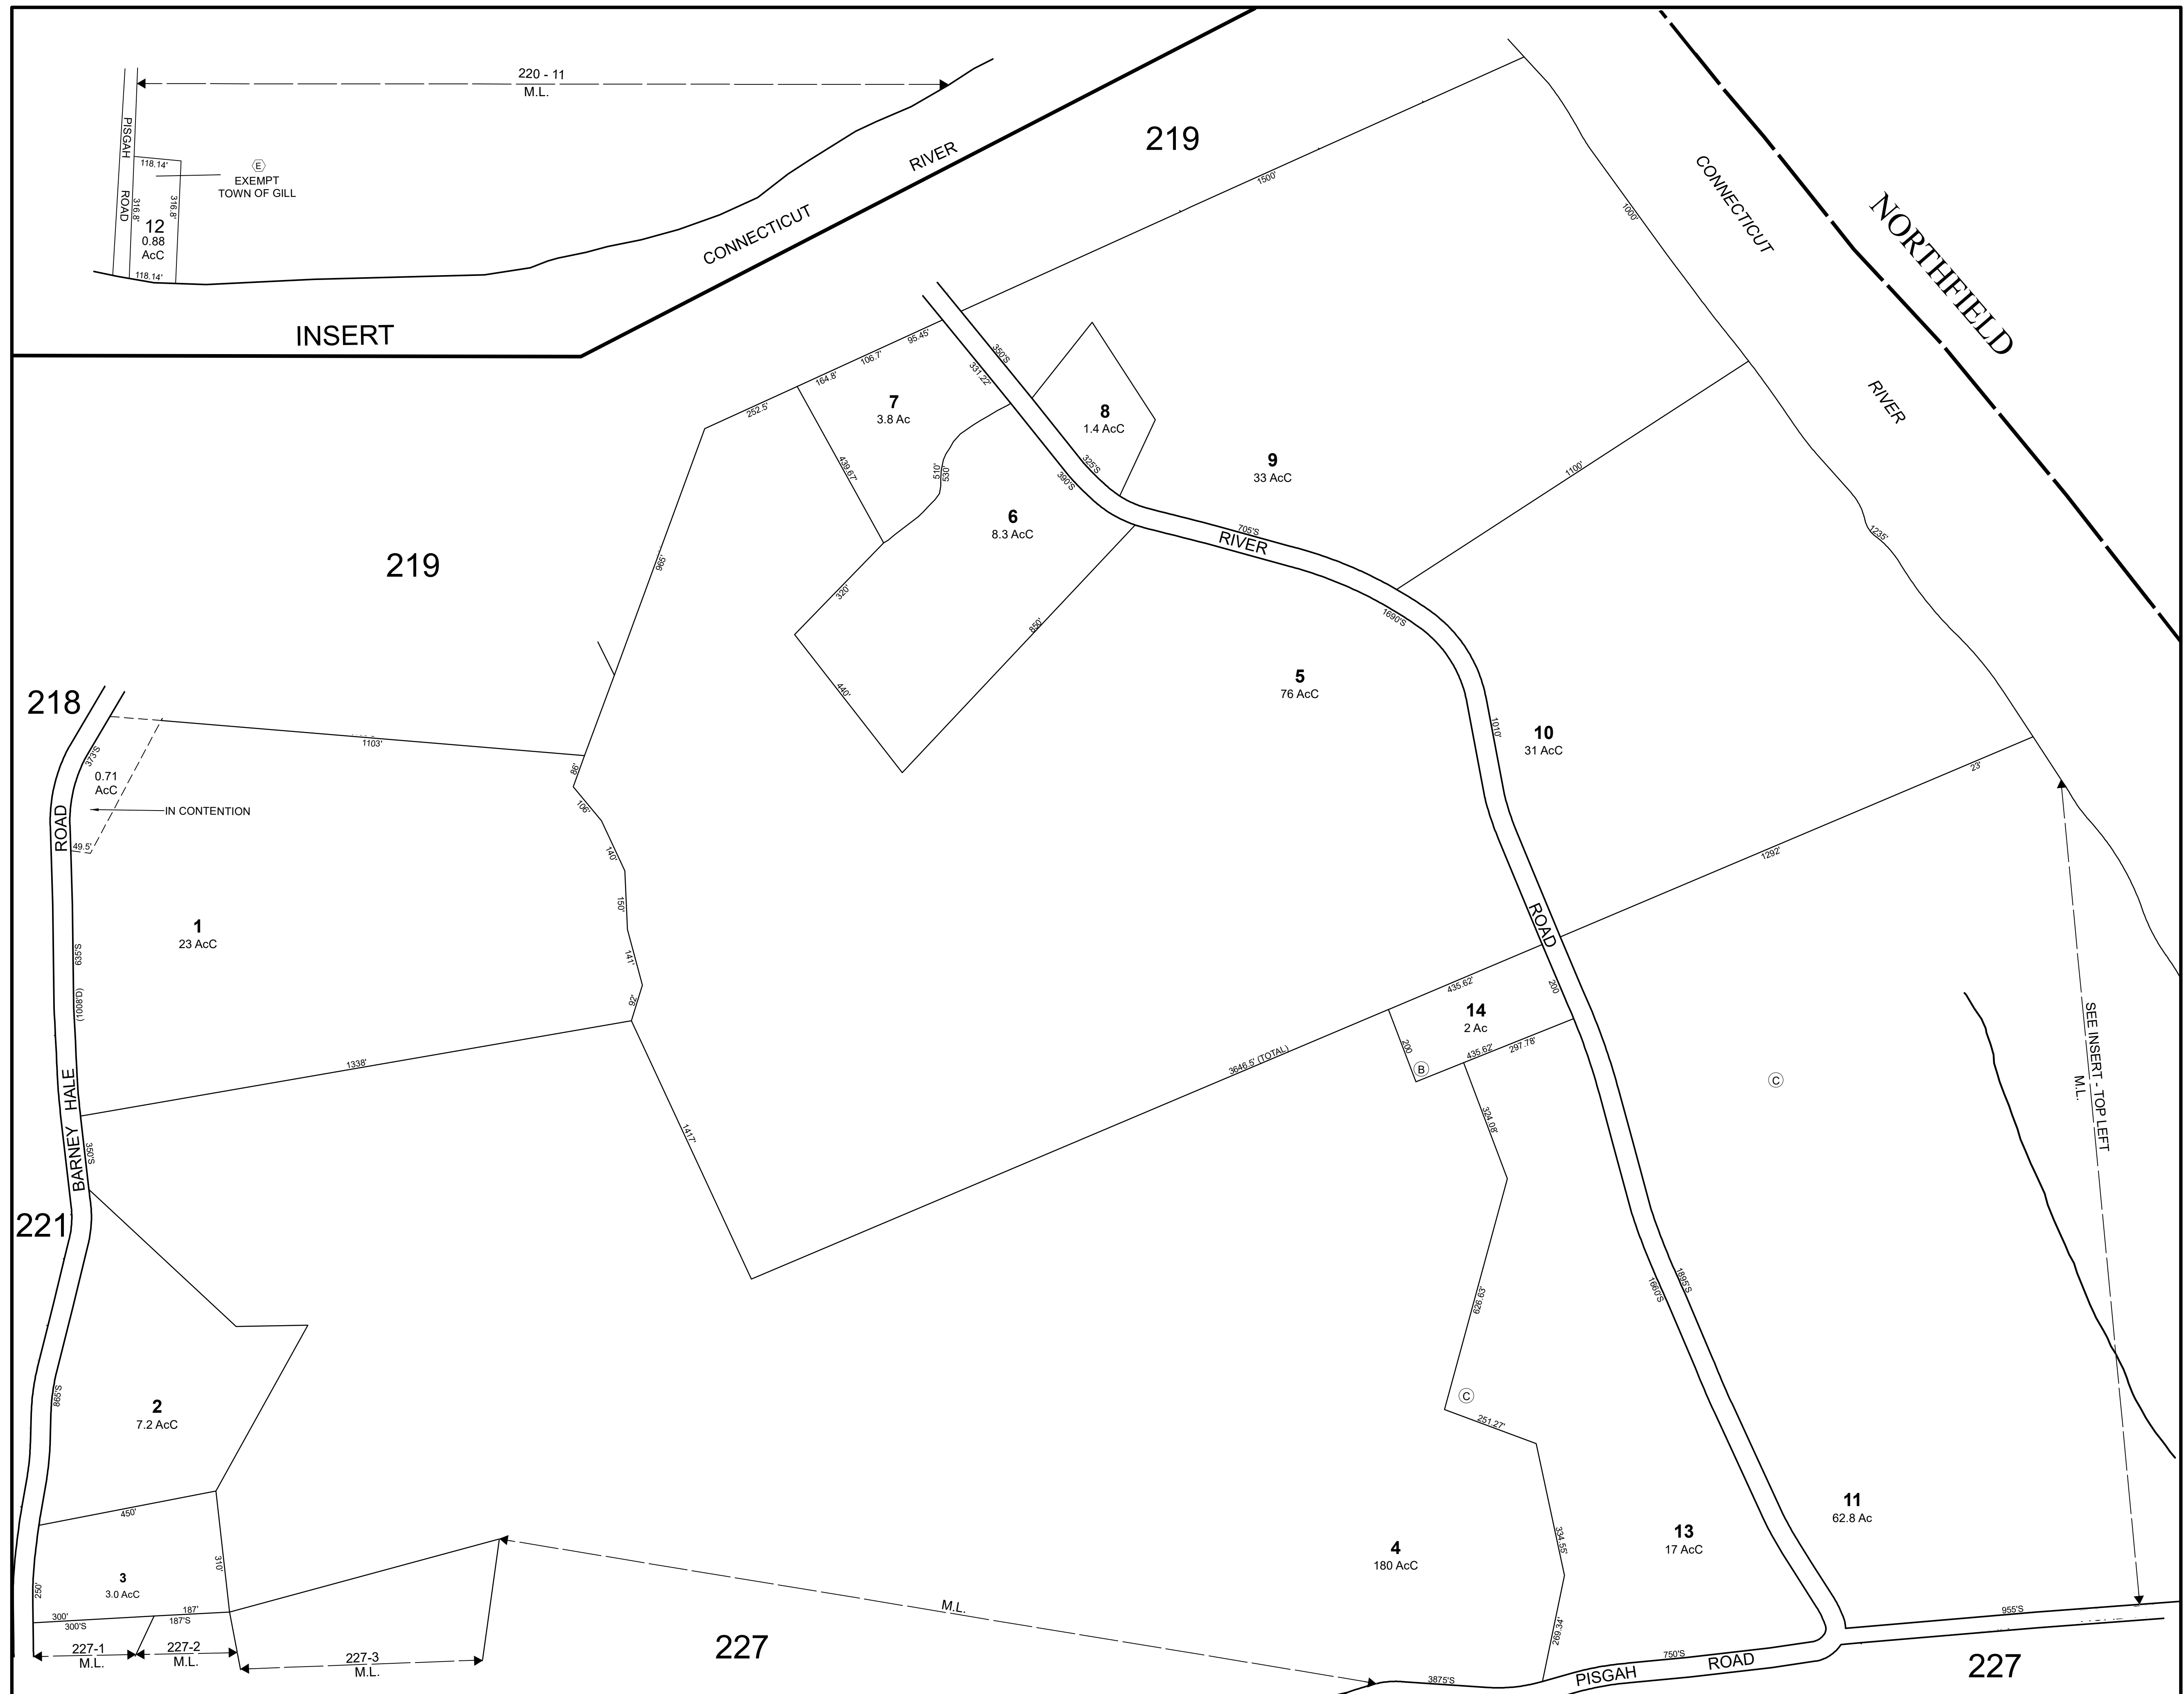 220 - 11
M.L.
PISGAH
ROAD
118.14'
316.8'
316.8'
12
0.88
AcC
118.14'
E
EXEMPT
TOWN OF GILL
CONNECTICUT
RIVER
INSERT
219
1500'
1000'
CONNECTICUT
RIVER
NORTHFIELD
252.5'
164.8'
106.7'
95.45'
331.22'
350'S
7
3.8 Ac
439.67'
510'
530'
8
1.4 AcC
325'S
390'S
9
33 AcC
1100'
1235'
6
8.3 AcC
705'S
RIVER
1690'S
320'
850'
440'
219
965'
218
1103'
86'
373'S
0.71
AcC
IN CONTENTION
49.5'
ROAD
106'
140'
150'
141'
92'
1
23 AcC
635'S
(1008'D)
1338'
5
76 AcC
1010'
10
31 AcC
23'
1292'
ROAD
435.62'
200
14
2 Ac
200
B
435.62'
297.78'
3646.5' (TOTAL)
1417'
324.08'
C
SEE INSERT - TOP LEFT
M.L.
BARNEY HALE
350'S
221
865'S
2
7.2 AcC
626.63'
C
251.27'
1660'S
1895'S
450'
310'
3
3.0 AcC
250'
300'
300'S
187'
187'S
227-1
M.L.
227-2
M.L.
227-3
M.L.
M.L.
227
4
180 AcC
334.55'
269.34'
13
17 AcC
11
62.8 Ac
955'S
750'S
3875'S
PISGAH ROAD
227